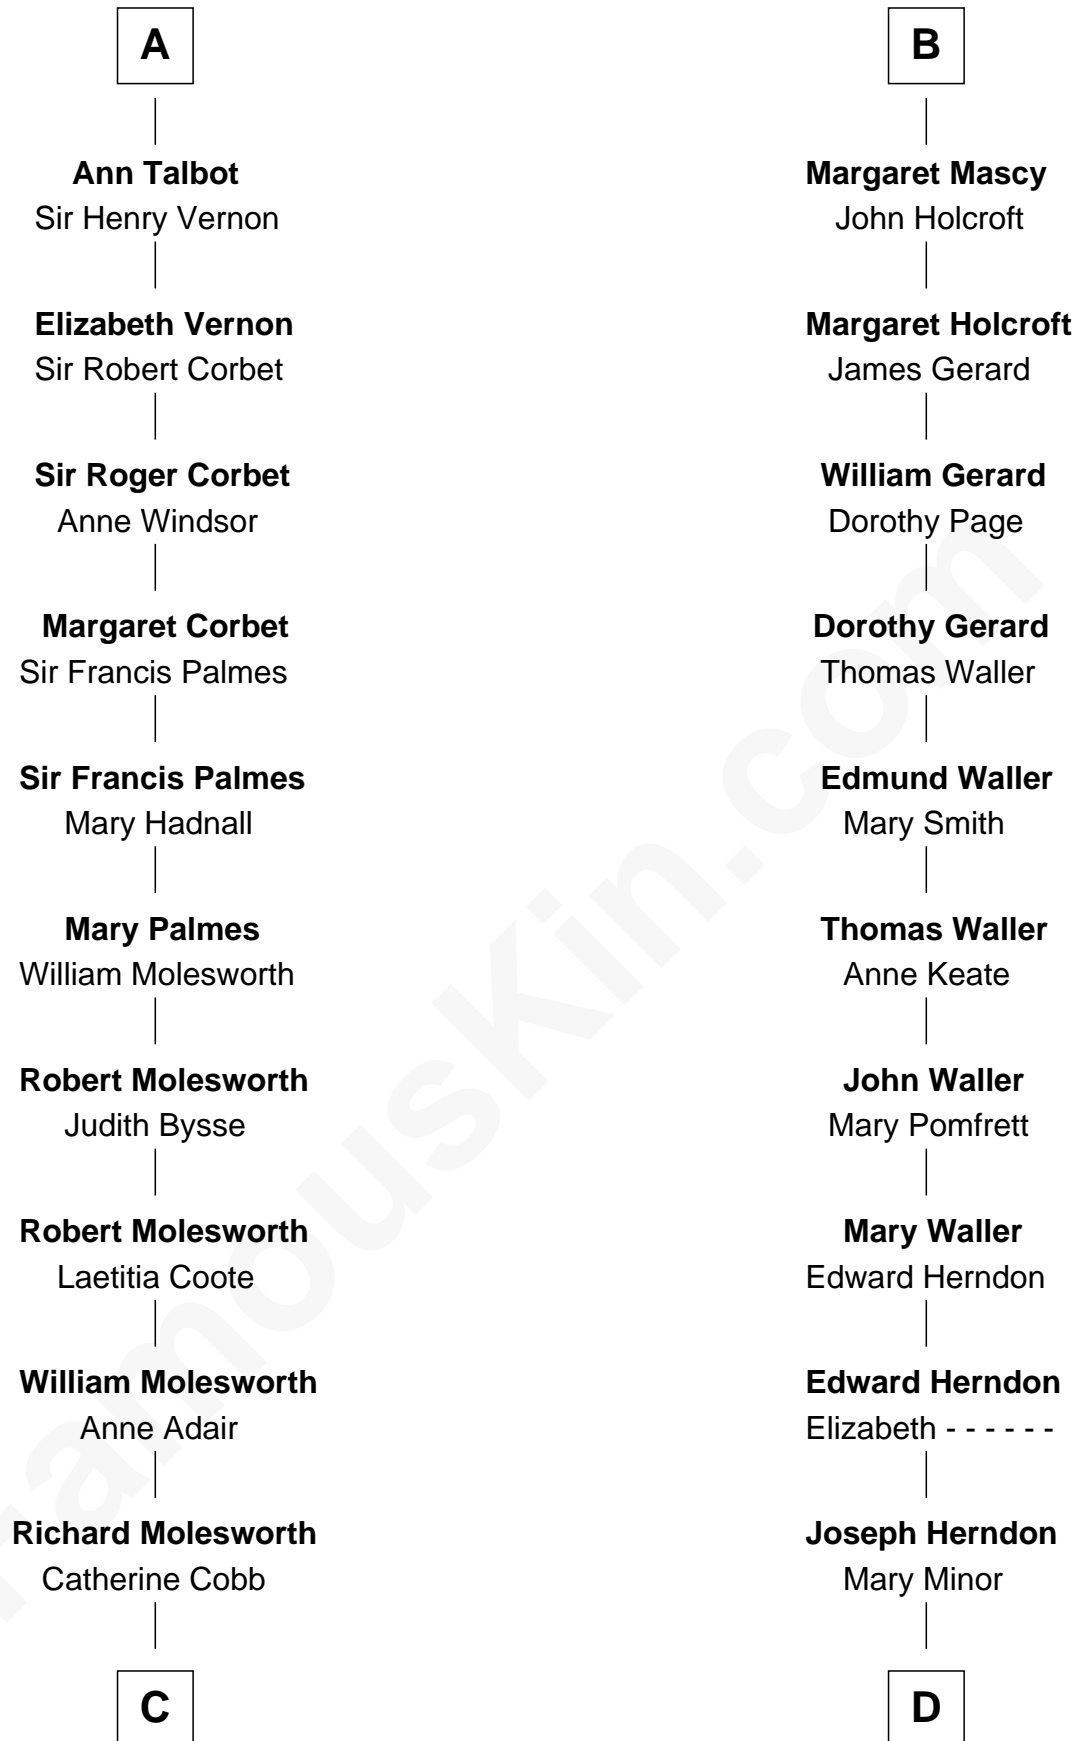 A
Ann Talbot
Sir Henry Vernon
Elizabeth Vernon
Sir Robert Corbet
Sir Roger Corbet
Anne Windsor
Margaret Corbet
Sir Francis Palmes
Sir Francis Palmes
Mary Hadnall
Mary Palmes
William Molesworth
Robert Molesworth
Judith Bysse
Robert Molesworth
Laetitia Coote
William Molesworth
Anne Adair
Richard Molesworth
Catherine Cobb
C
B
Margaret Mascy
John Holcroft
Margaret Holcroft
James Gerard
William Gerard
Dorothy Page
Dorothy Gerard
Thomas Waller
Edmund Waller
Mary Smith
Thomas Waller
Anne Keate
John Waller
Mary Pomfrett
Mary Waller
Edward Herndon
Edward Herndon
Elizabeth - - - - - -
Joseph Herndon
Mary Minor
D
FamousKin.com